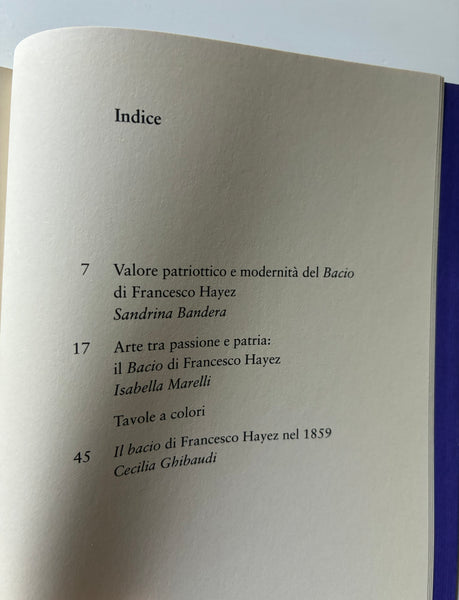 Indice
7 Valore patriottico e modernità del Bacio
di Francesco Hayez
Sandrina Bandera
17 Arte tra passione e patria:
il Bacio di Francesco Hayez
Isabella Marelli
Tavole a colori
45 Il bacio di Francesco Hayez nel 1859
Cecilia Ghibaudi